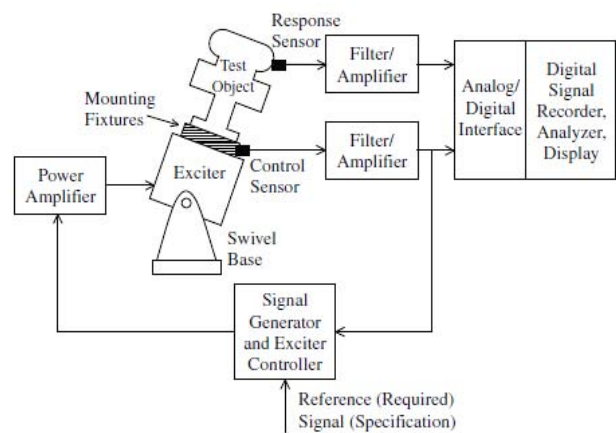 Response
Sensor
Test
Object
Filter/
Amplifier
Analog/
Digital
Interface
Digital
Signal
Recorder,
Analyzer,
Display
Mounting
Fixtures
Filter/
Amplifier
Control
Sensor
Exciter
Power
Amplifier
Swivel
Base
Signal
Generator
and Exciter
Controller
Reference (Required)
Signal (Specification)